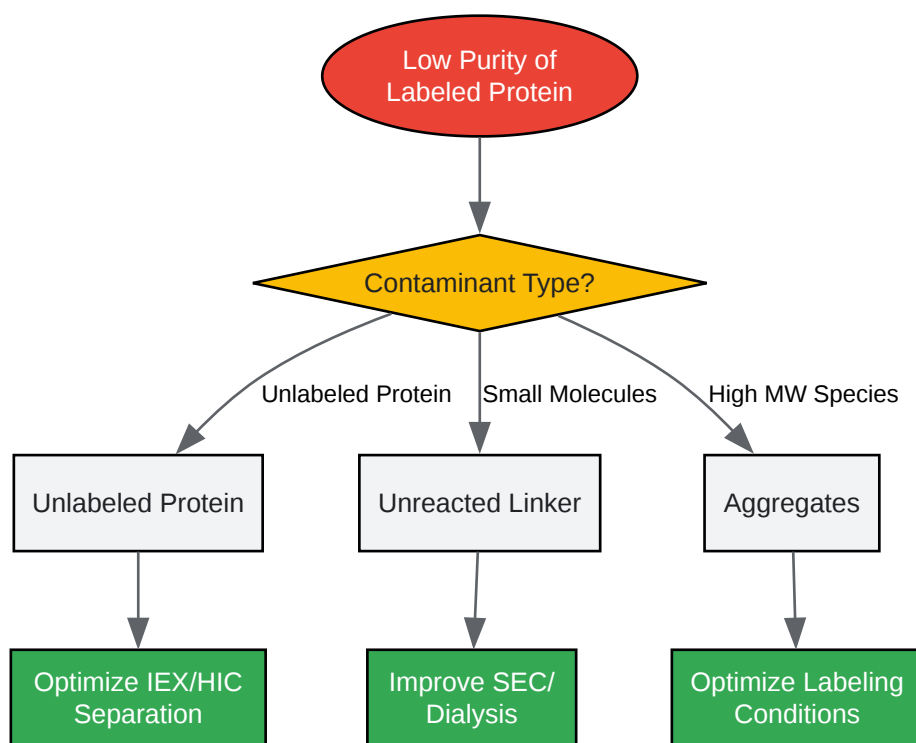 Low Purity of
Labeled Protein
Contaminant Type?
Unlabeled Protein
Small Molecules
High MW Species
Unlabeled Protein
Unreacted Linker
Aggregates
Optimize IEX/HIC
Separation
Improve SEC/
Dialysis
Optimize Labeling
Conditions